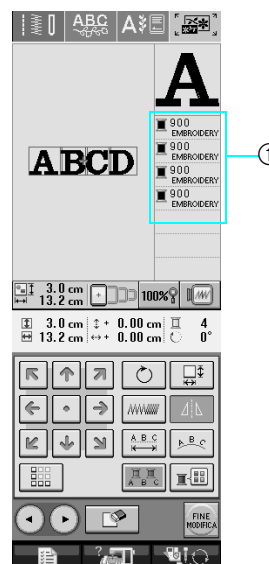 ABC
A
A
900
EMBROIDERY
900
EMBROIDERY
900
EMBROIDERY
900
EMBROIDERY
1
ABCD
3.0 cm
13.2 cm
100%
3.0 cm + 0.00 cm 4
13.2 cm + 0.00 cm 0°
A B C
A B C
A B C
FINE
MODIFICA
?